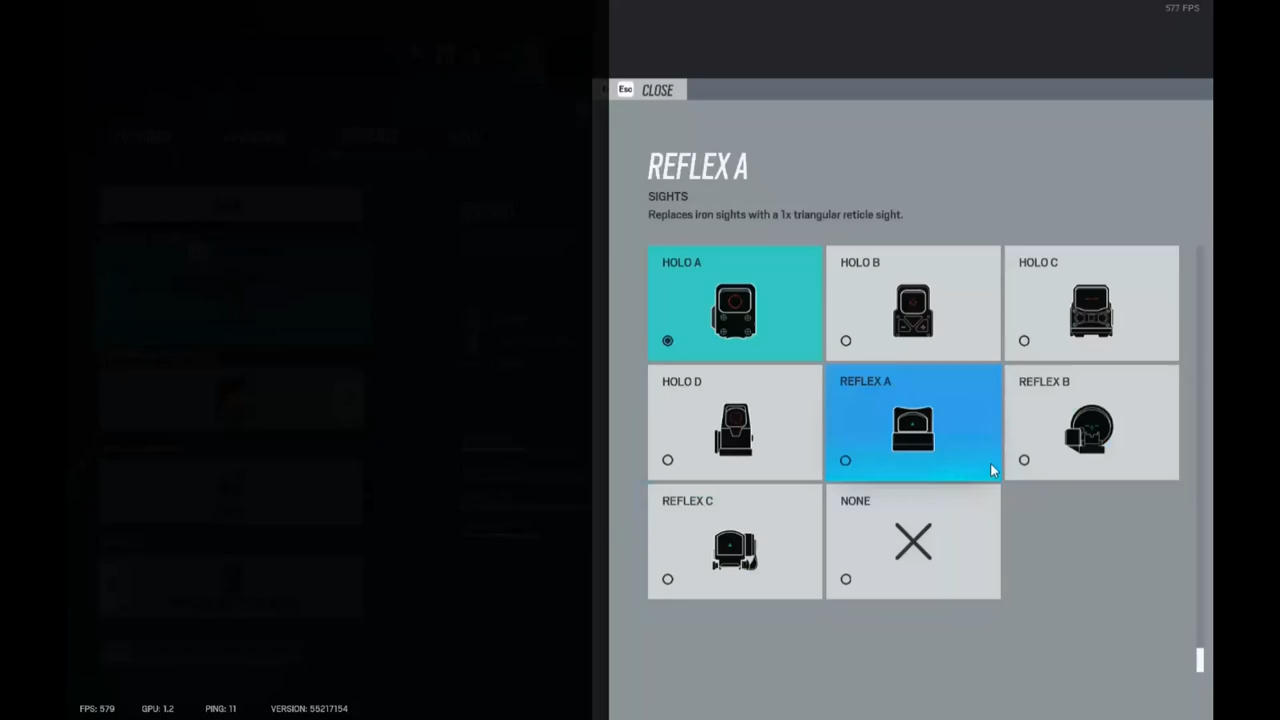 577 FPS
Esc CLOSE
REFLEX A
SIGHTS
Replaces iron sights with a 1x triangular reticle sight.
HOLO A
HOLO B
HOLO C
HOLO D
REFLEX A
REFLEX B
REFLEX C
NONE
FPS: 579 GPU: 1.2 PING: 11 VERSION: 55217154